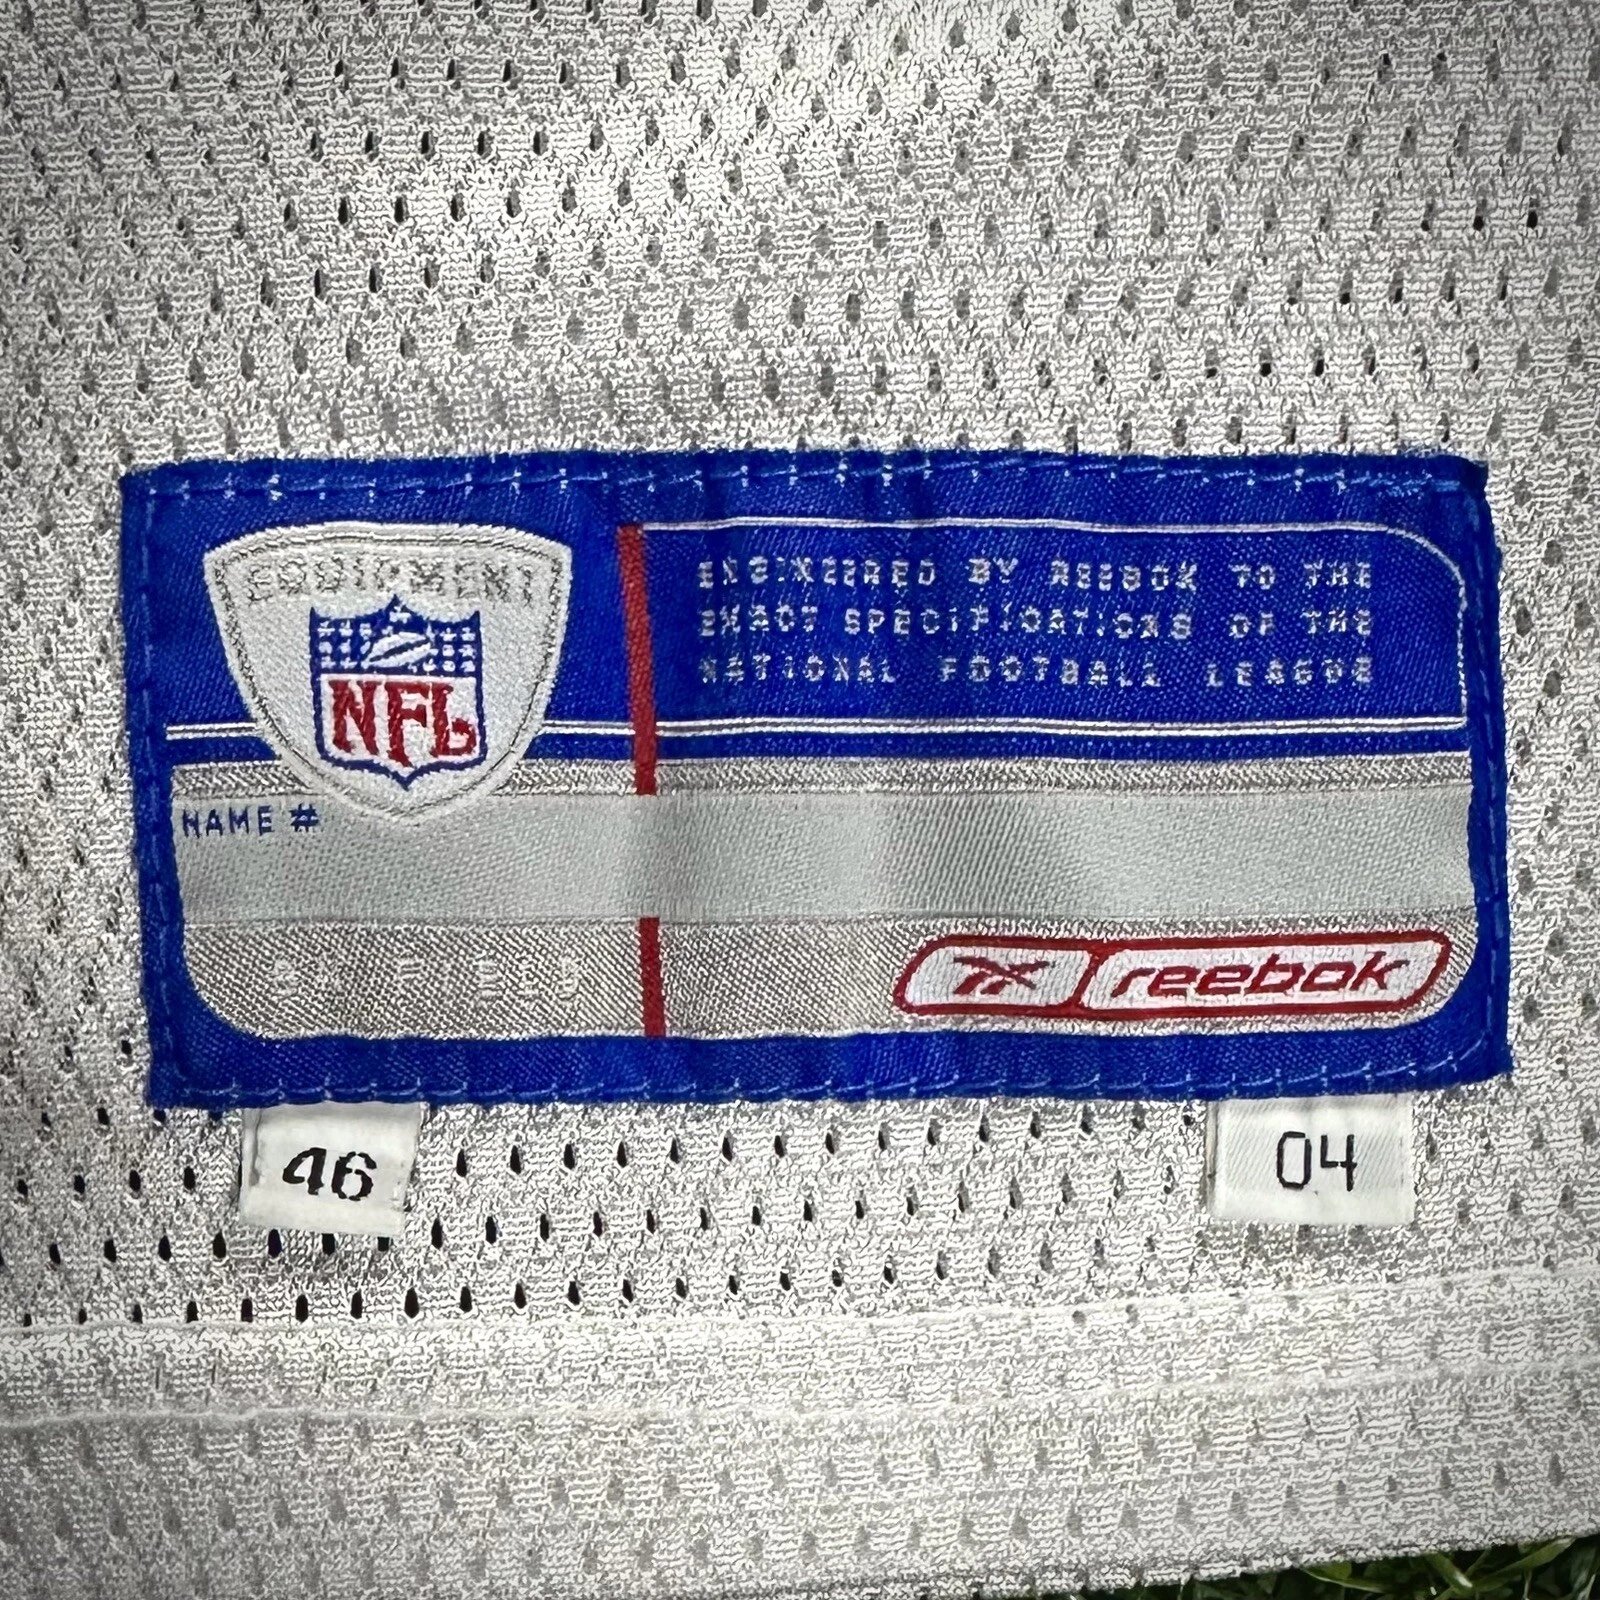 EQUIPMENT
NFL
ENGINEERED BY REEBOK TO THE
EXACT SPECIFICATIONS OF THE
NATIONAL FOOTBALL LEAGUE
NAME #
reebok
46
04